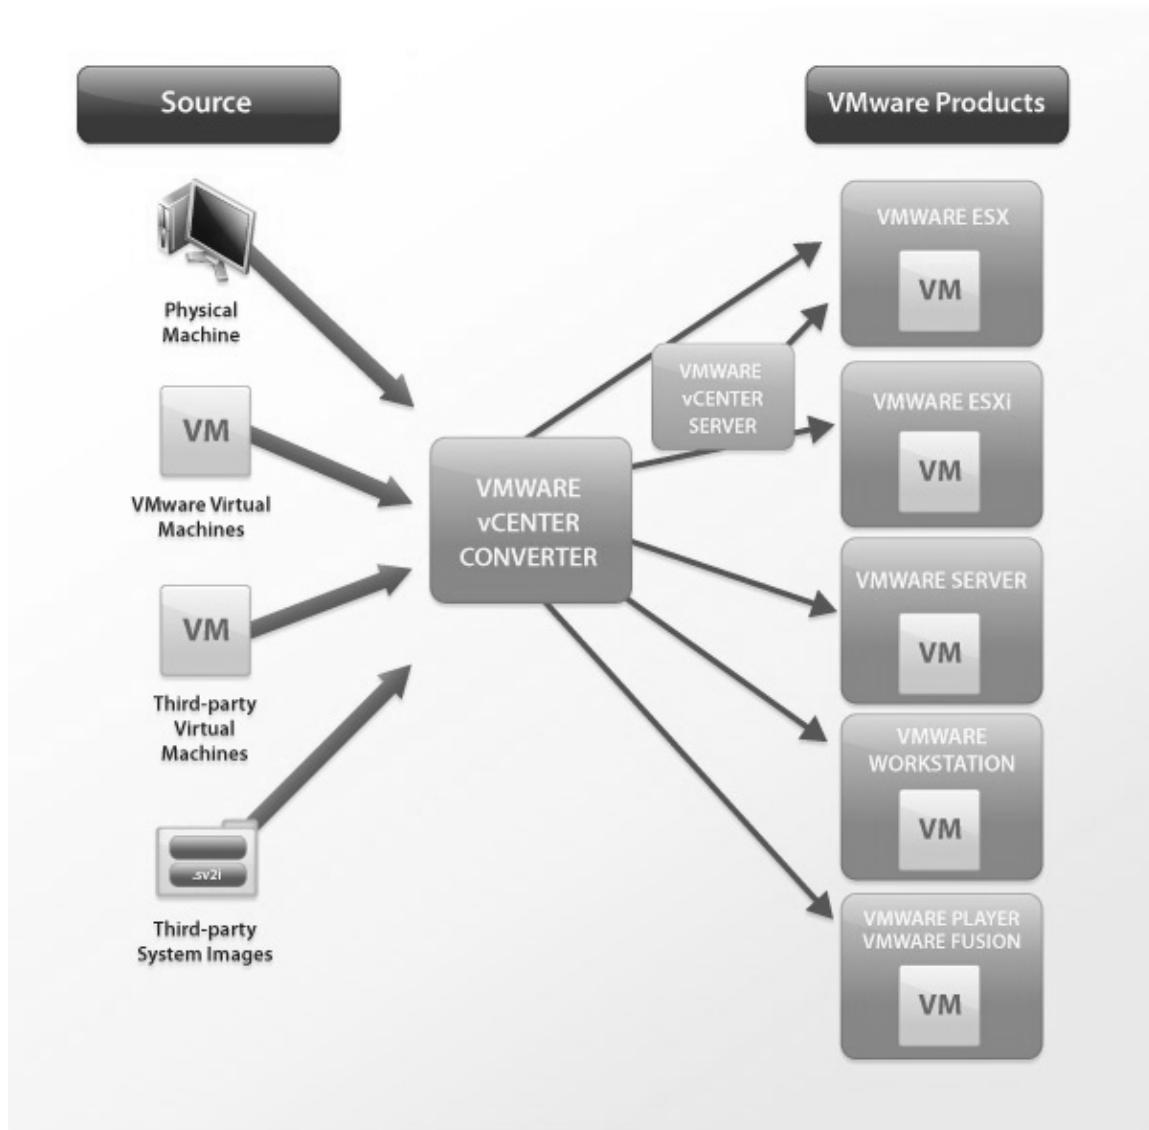 Source
VMware Products
Physical
Machine
VM
VMware Virtual
Machines
VM
Third-party
Virtual
Machines
.sv2i
Third-party
System Images
VMWARE
vCENTER
CONVERTER
VMWARE
vCENTER
SERVER
VMWARE ESX
VM
VMWARE ESXi
VM
VMWARE SERVER
VM
VMWARE
WORKSTATION
VM
VMWARE PLAYER
VMWARE FUSION
VM